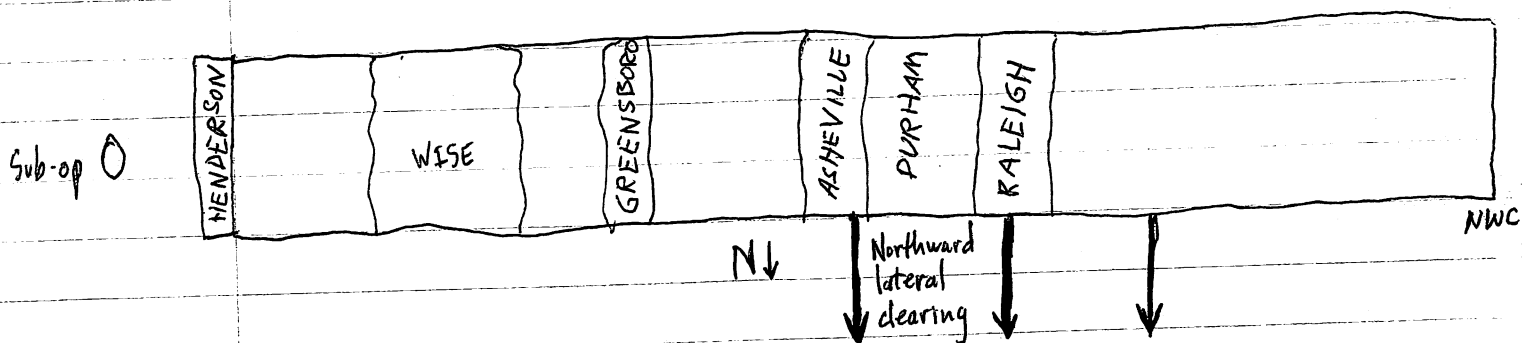 Sub-op O
HENDERSON
WISE
GREENSBORO
ASHEVILLE
DURHAM
RALEIGH
NWC
N↓
Northward
lateral
clearing